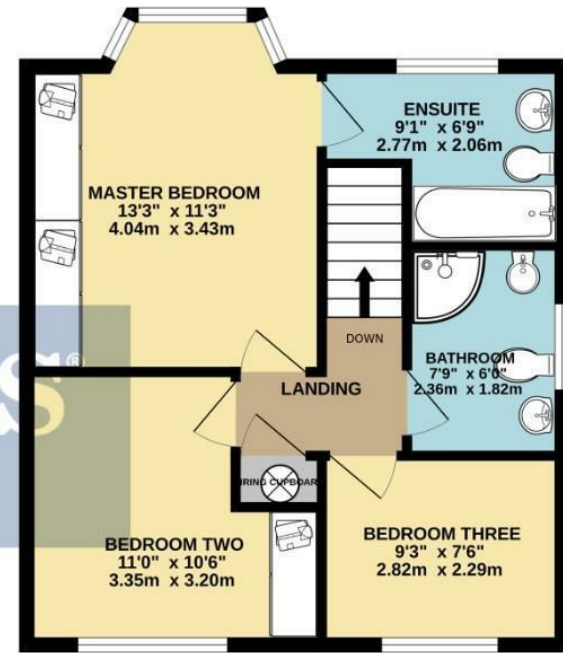 ENSUITE
9'1" x 6'9"
2.77m x 2.06m
MASTER BEDROOM
13'3" x 11'3"
4.04m x 3.43m
DOWN
LANDING
BATHROOM
7'9" x 6'0"
2.36m x 1.82m
S®
IRING CUPBOAR
BEDROOM TWO
11'0" x 10'6"
3.35m x 3.20m
BEDROOM THREE
9'3" x 7'6"
2.82m x 2.29m